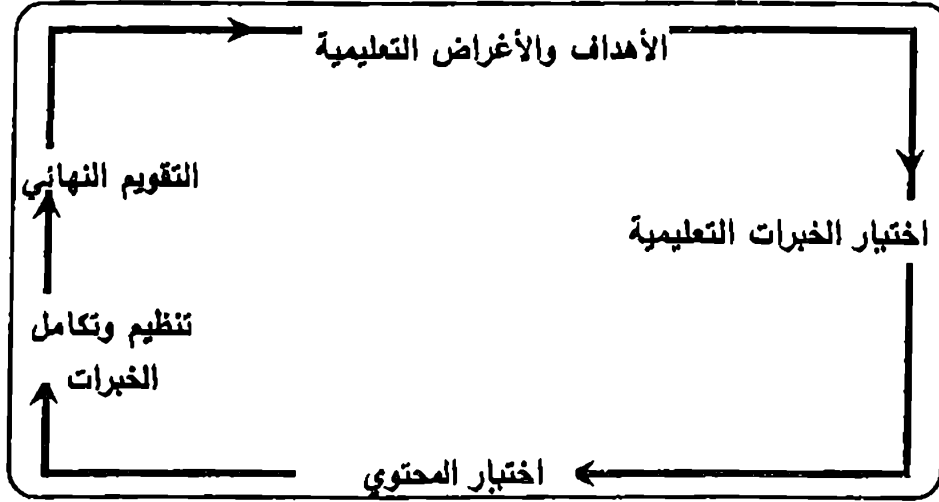 الأهداف والأغراض التعليمية
اختيار الخبرات التعليمية
اختبار المحتوي
تنظيم وتكامل
الخبرات
التقويم النهائي